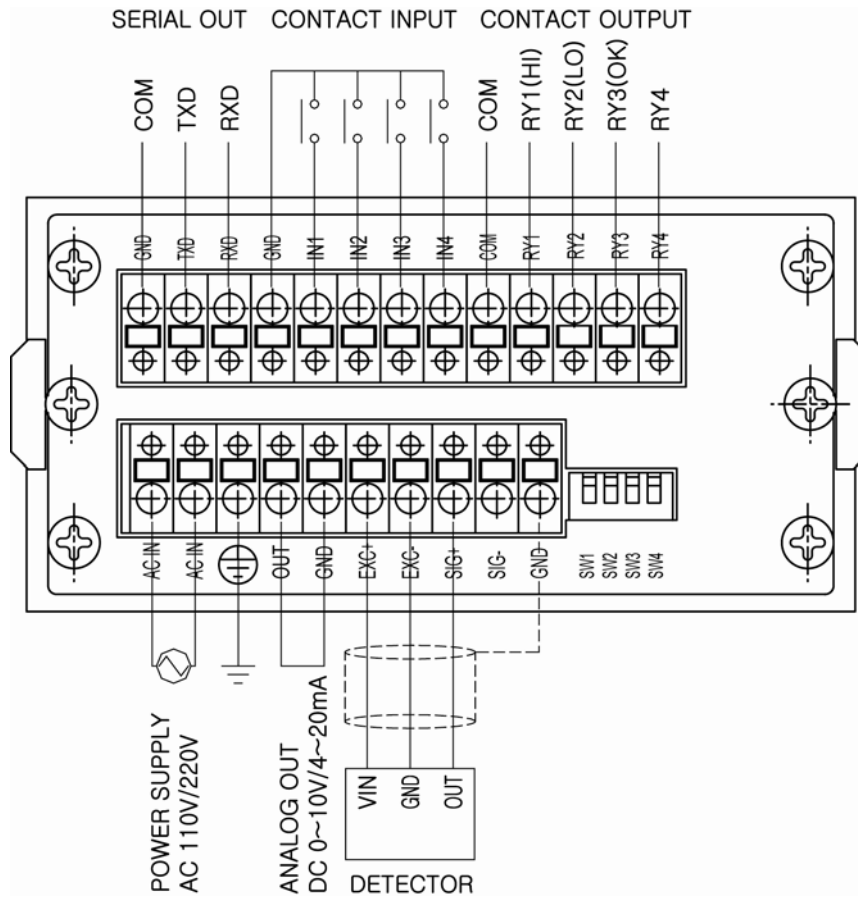 SERIAL OUT CONTACT INPUT CONTACT OUTPUT
COM TXD RXD COM RY1(HI) RY2(LO) RY3(OK) RY4
GND TXD RXD GND IN1 IN2 IN3 IN4 COM RY1 RY2 RY3 RY4
AC IN AC IN OUT GND EXC+ EXC- SIG+ SIG- GND SW1 SW2 SW3 SW4
POWER SUPPLY
AC 110V/220V
ANALOG OUT
DC 0~10V/4~20mA
VIN GND OUT
DETECTOR